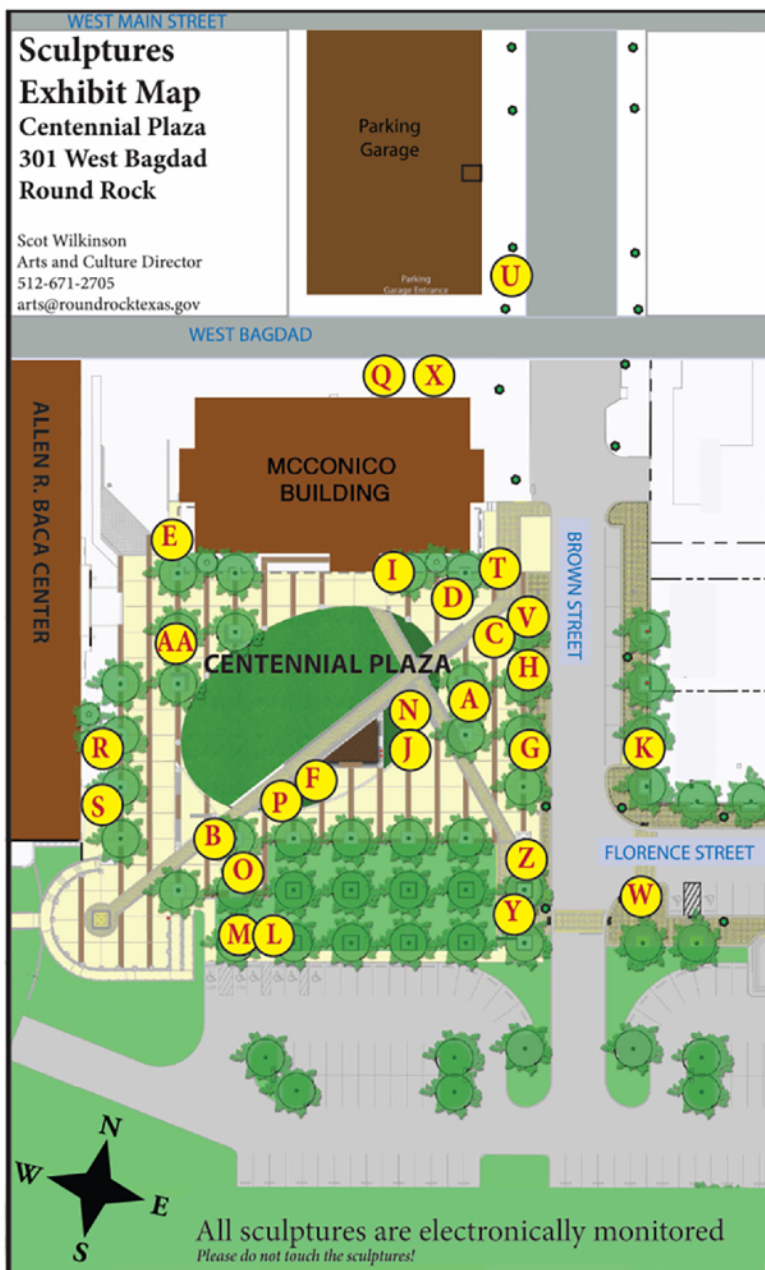 WEST MAIN STREET
Sculptures
Exhibit Map
Centennial Plaza
301 West Bagdad
Round Rock
Scot Wilkinson
Arts and Culture Director
512-671-2705
arts@roundrocktexas.gov
Parking
Garage
Parking
Garage Entrance
U
WEST BAGDAD
Q X
ALLEN R. BACA CENTER
MCCONICO
BUILDING
BROWN STREET
E
I
T
D
V
C
AA
CENTENNIAL PLAZA
H
A
N
R
J
G
K
F
S
P
B
Z
FLORENCE STREET
O
W
Y
M L
N
W
E
S
All sculptures are electronically monitored
Please do not touch the sculptures!